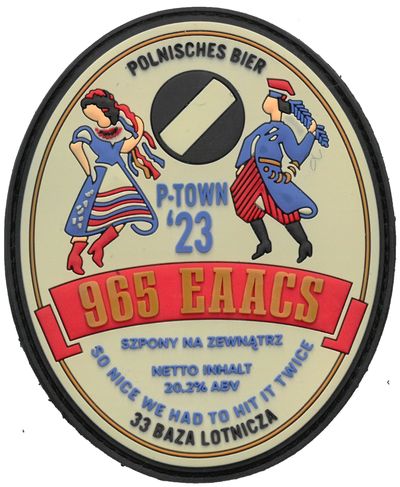 POLNISCHES BIER
P-TOWN
'23
965 EAACS
SZPONY NA ZEWNĄTRZ
NETTO INHALT
20.2% ABV
SO NICE WE HAD TO HIT IT TWICE
33 BAZA LOTNICZA